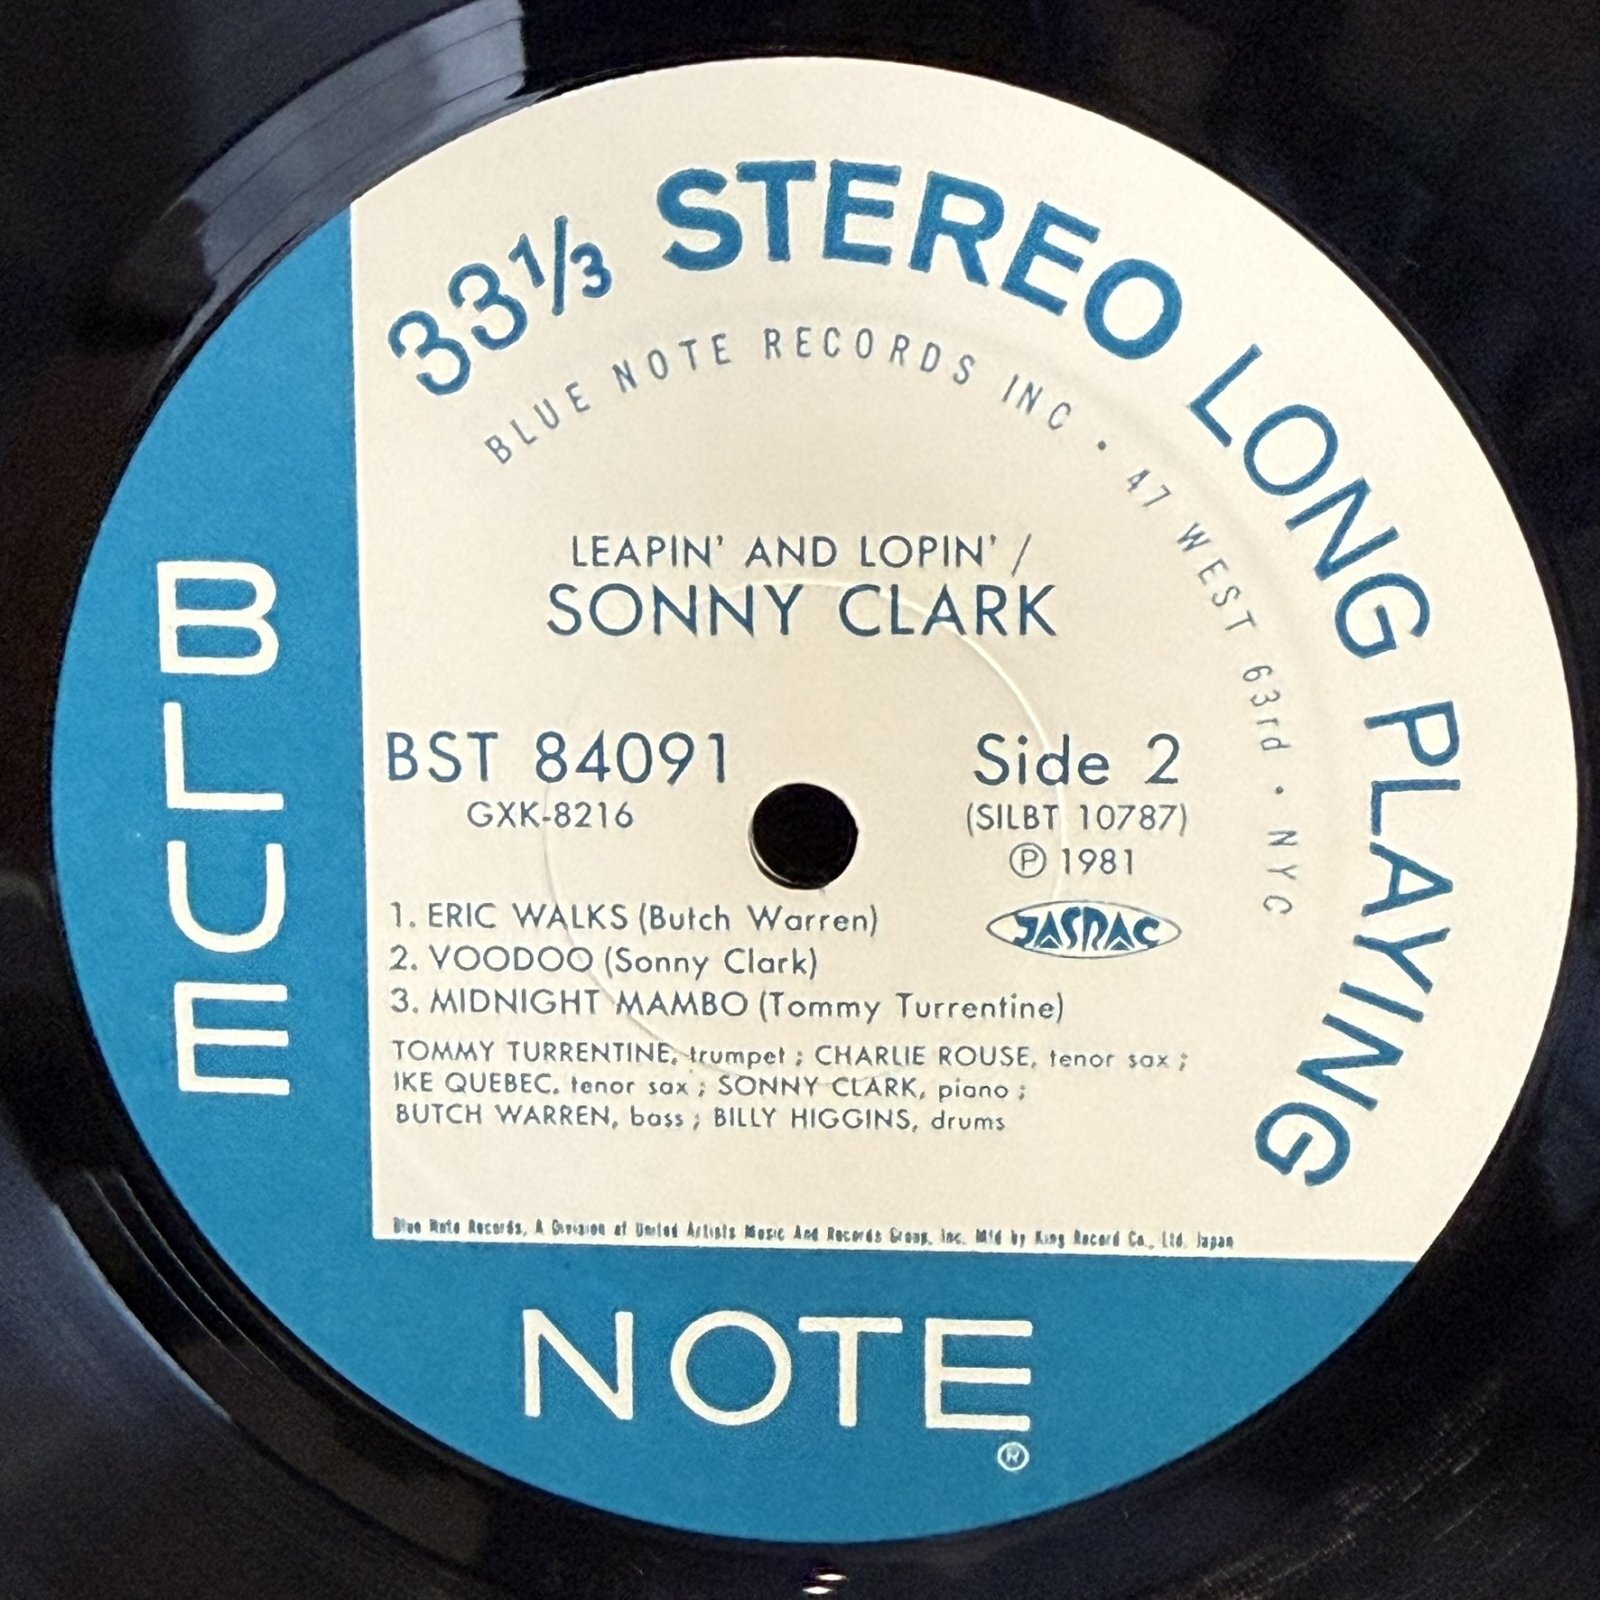 33⅓ STEREO LONG PLAYING
BLUE NOTE RECORDS INC • 47 WEST 63rd • NYC
LEAPIN' AND LOPIN' /
SONNY CLARK
BST 84091
GXK-8216
Side 2
(SILBT 10787)
Ⓟ 1981
JASRAC
1. ERIC WALKS (Butch Warren)
2. VOODOO (Sonny Clark)
3. MIDNIGHT MAMBO (Tommy Turrentine)
TOMMY TURRENTINE, trumpet ; CHARLIE ROUSE, tenor sax ;
IKE QUEBEC, tenor sax ; SONNY CLARK, piano ;
BUTCH WARREN, bass ; BILLY HIGGINS, drums
Blue Note Records, A Division of United Artists Music And Records Group, Inc. Mfd by King Record Co., Ltd. Japan
BLUE
NOTE
®